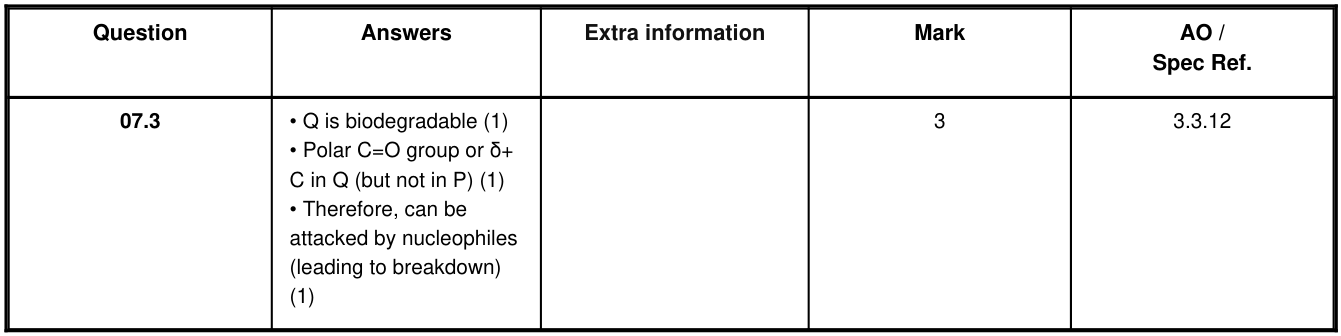 Question Answers Extra information Mark AO /
Spec Ref.
07.3 • Q is biodegradable (1) 3 3.3.12
• Polar C=O group or δ+
C in Q (but not in P) (1)
• Therefore, can be
attacked by nucleophiles
(leading to breakdown)
(1)